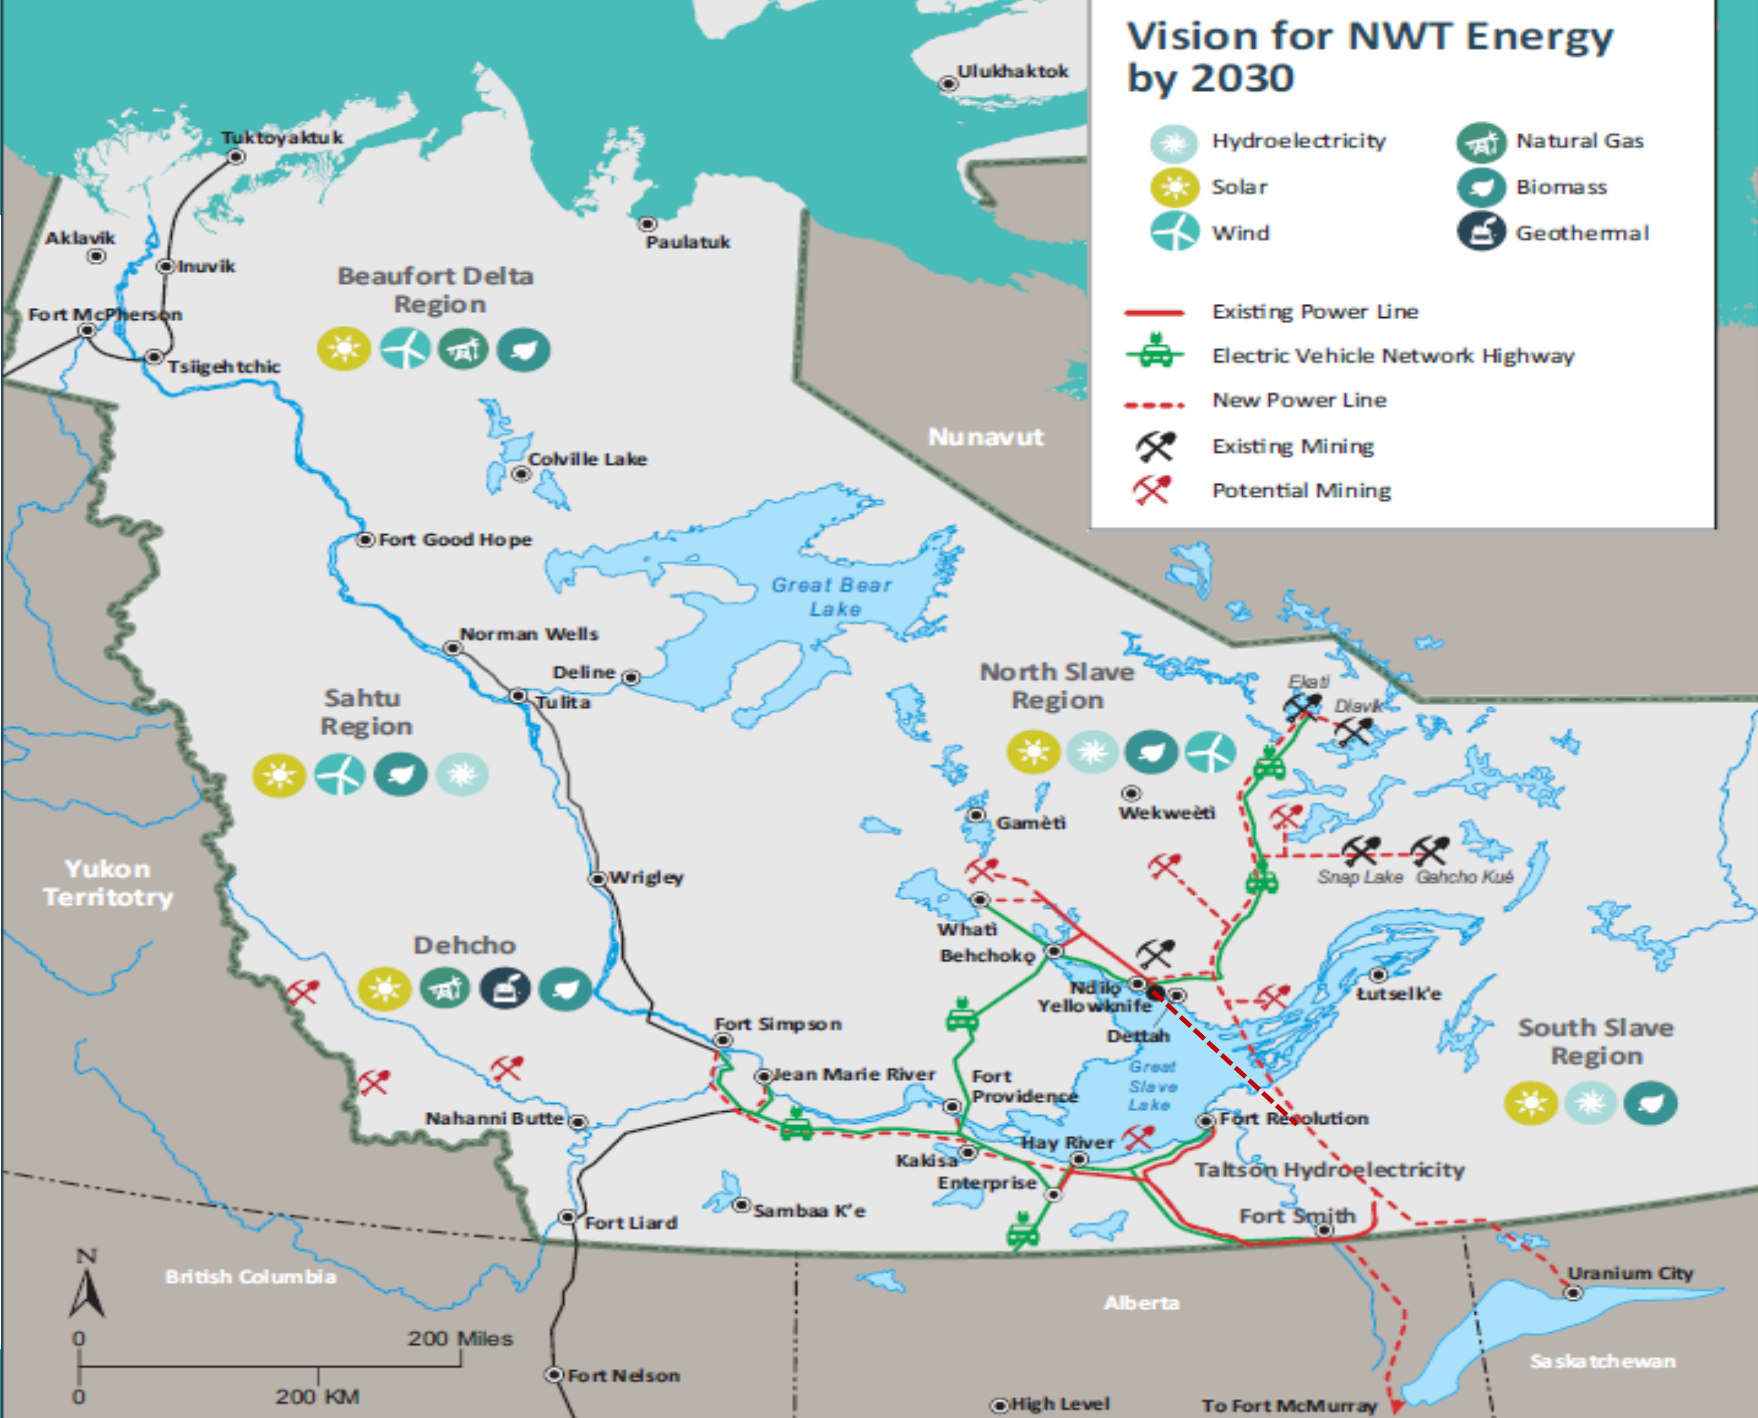 Vision for NWT Energy
by 2030
Hydroelectricity
Natural Gas
Solar
Biomass
Wind
Geothermal
Existing Power Line
Electric Vehicle Network Highway
New Power Line
Existing Mining
Potential Mining
Ulukhaktok
Tuktoyaktuk
Aklavik
Inuvik
Paulatuk
Beaufort Delta
Region
Fort McPherson
Tsiigehtchic
Nunavut
Colville Lake
Fort Good Hope
Great Bear
Lake
Norman Wells
Deline
Tulita
Sahtu
Region
North Slave
Region
Ekati
Diavik
Wekweètì
Gamètì
Snap Lake
Gahcho Kué
Yukon
Territotry
Wrigley
Whatì
Behchokǫ
Dehcho
Ndilǫ
Yellowknife
Dettah
Łutselk'e
Fort Simpson
South Slave
Region
Jean Marie River
Fort
Providence
Great
Slave
Lake
Nahanni Butte
Fort Resolution
Hay River
Kakisa
Enterprise
Taltson Hydroelectricity
Sambaa K'e
Fort Liard
Fort Smith
N
British Columbia
Alberta
Uranium City
Saskatchewan
0
200 Miles
0
200 KM
Fort Nelson
High Level
To Fort McMurray